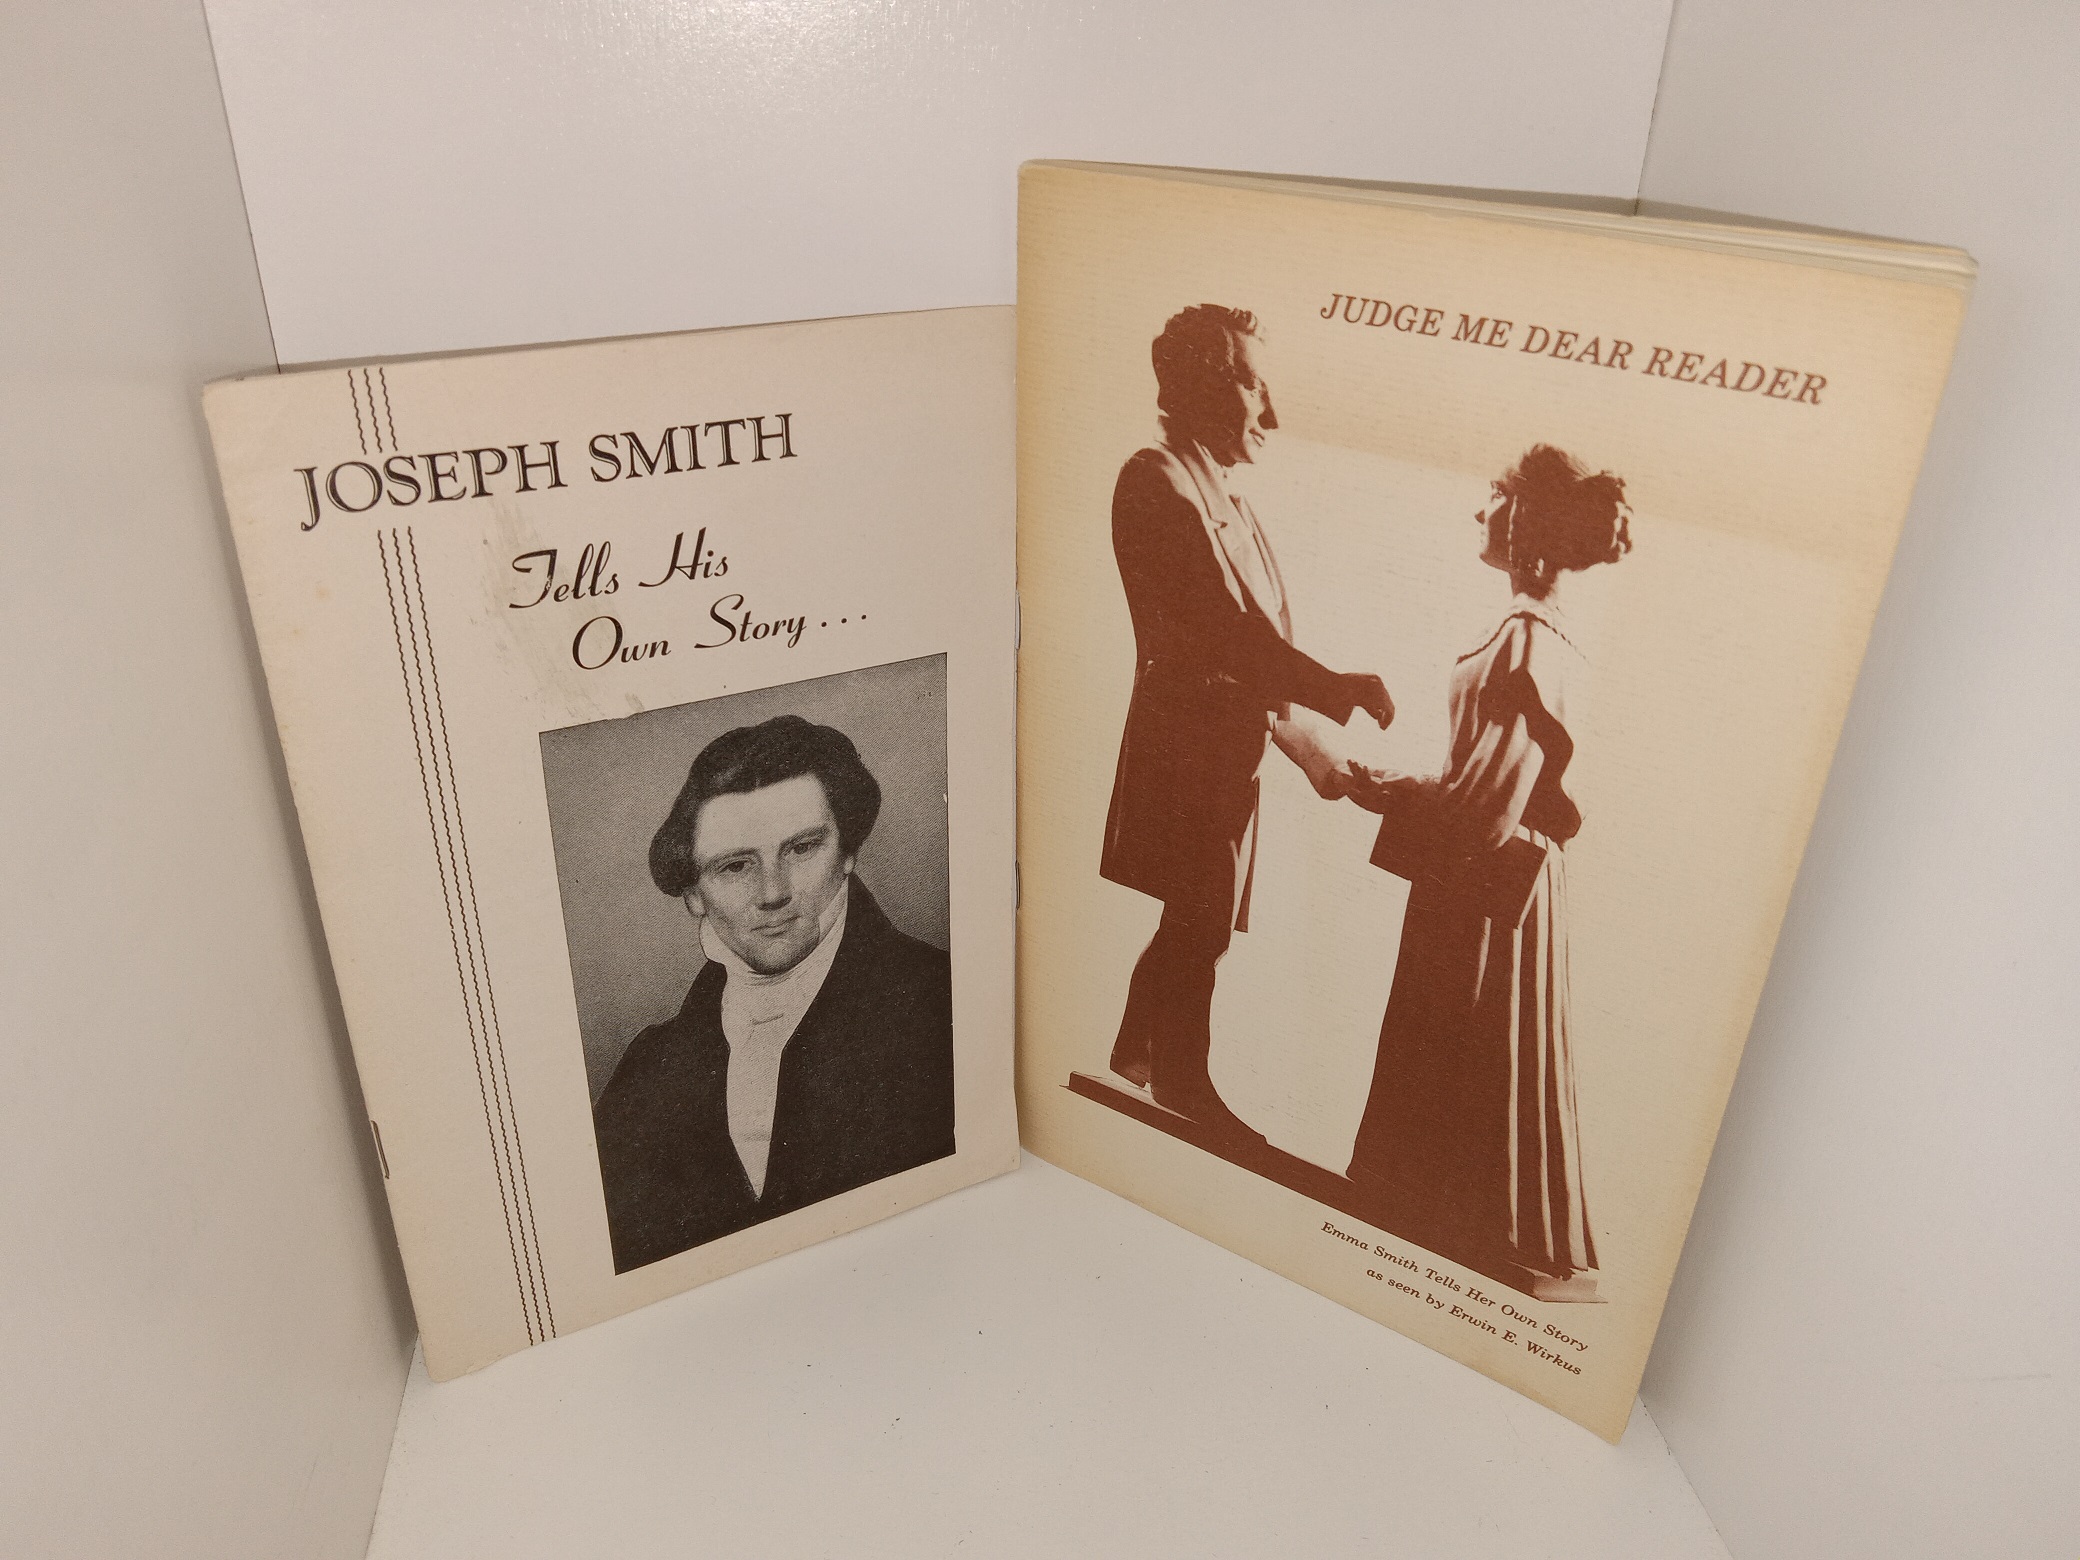 JOSEPH SMITH
Tells His
Own Story...
JUDGE ME DEAR READER
Emma Smith Tells Her Own Story
as seen by Erwin E. Wirkus